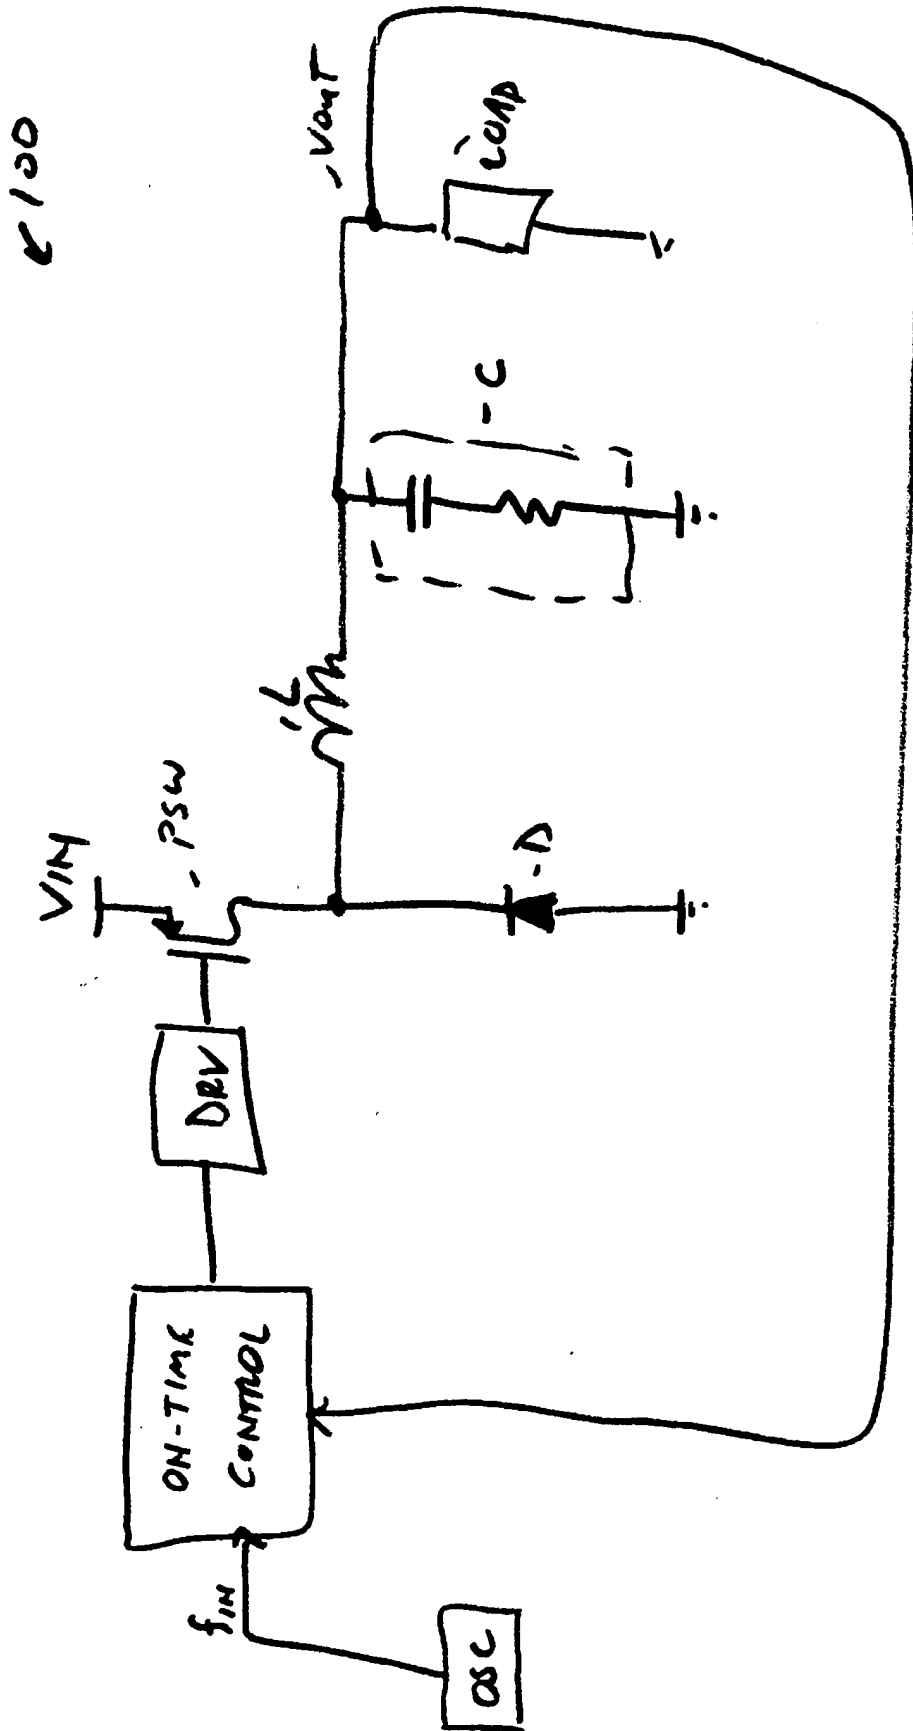 100
VIN
PSW
L
C
VOUT
LOAD
D
DRV
ON-TIME
CONTROL
fIN
OSC